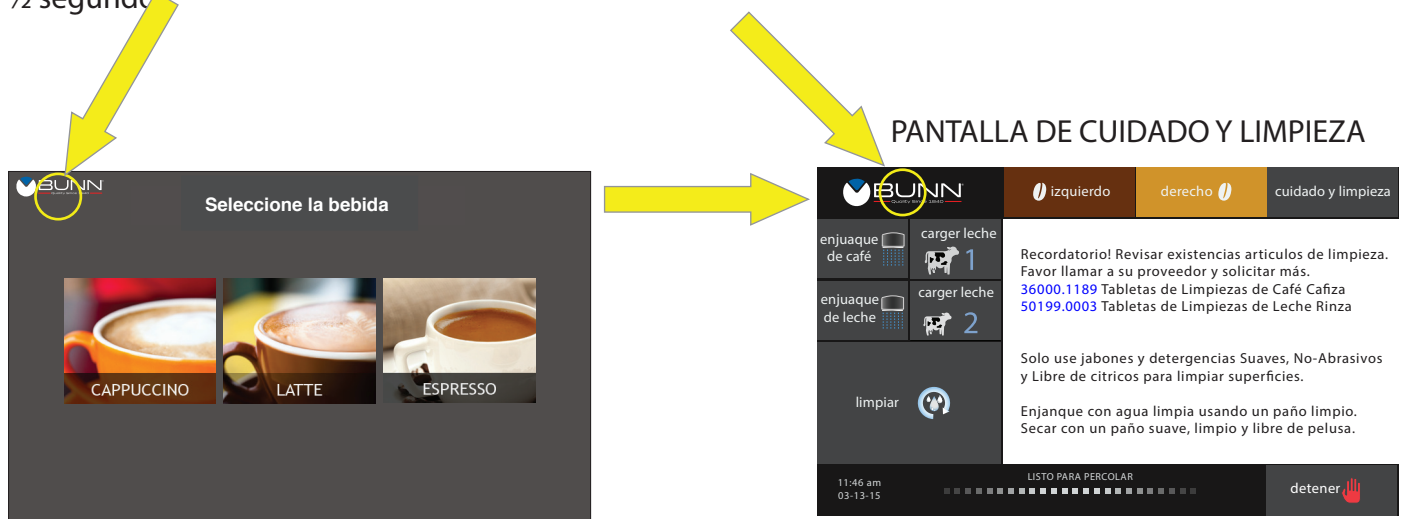 ½ segundo
PANTALLA DE CUIDADO Y LIMPIEZA
BUNN
Seleccione la bebida
CAPPUCCINO
LATTE
ESPRESSO
BUNN
Quality Since 1840
izquierdo
derecho
cuidado y limpieza
enjuaque
de café
carger leche
1
enjuaque
de leche
carger leche
2
limpiar
Recordatorio! Revisar existencias articulos de limpieza.
Favor llamar a su proveedor y solicitar más.
36000.1189 Tabletas de Limpiezas de Café Cafiza
50199.0003 Tabletas de Limpiezas de Leche Rinza
Solo use jabones y detergencias Suaves, No-Abrasivos
y Libre de citricos para limpiar superficies.
Enjanque con agua limpia usando un paño limpio.
Secar con un paño suave, limpio y libre de pelusa.
11:46 am
03-13-15
LISTO PARA PERCOLAR
detener